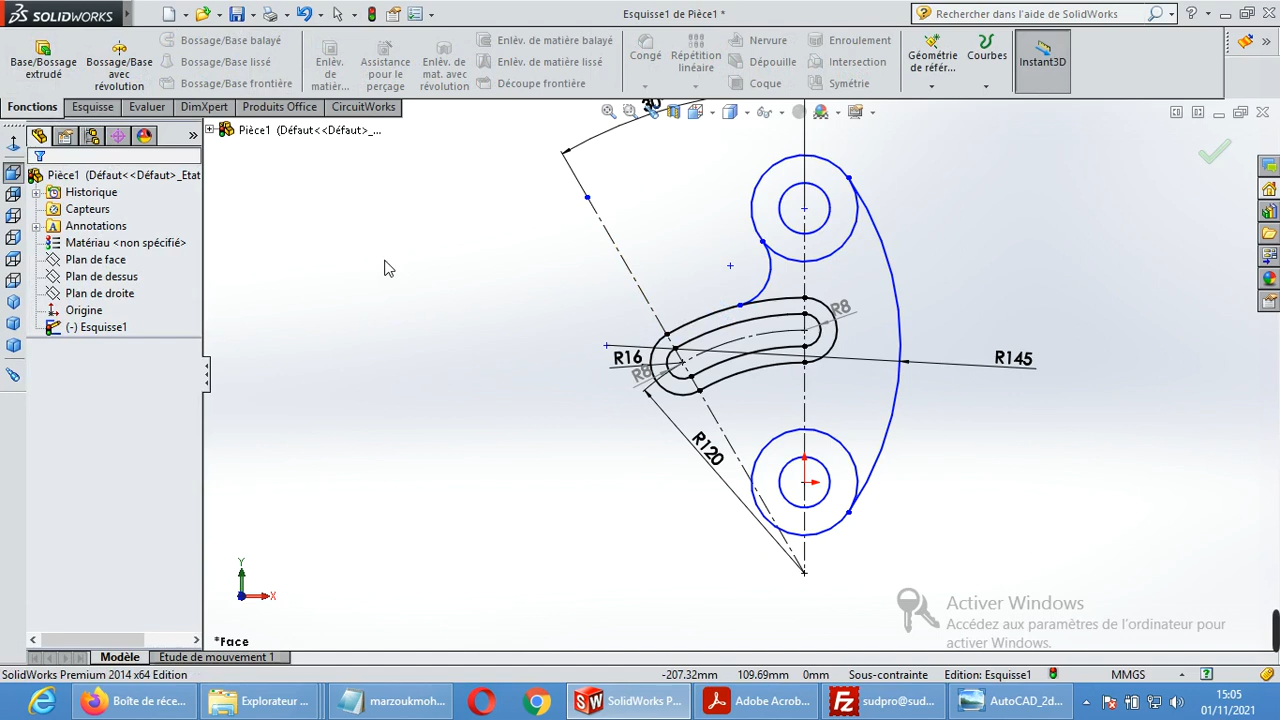 SOLIDWORKS
Esquisse1 de Pièce1 *
Rechercher dans l'aide de SolidWorks
Base/Bossage extrudé
Bossage/Base avec révolution
Bossage/Base balayé
Bossage/Base lissé
Bossage/Base frontière
Enlèv. de matièr...
Assistance pour le perçage
Enlèv. de mat. avec révolution
Enlèv. de matière balayé
Enlèv. de matière lissé
Découpe frontière
Congé
Répétition linéaire
Nervure
Dépouille
Coque
Enroulement
Intersection
Symétrie
Géométrie de référ...
Courbes
Instant3D
Fonctions
Esquisse
Evaluer
DimXpert
Produits Office
CircuitWorks
Pièce1 (Défaut<<Défaut>_...
Pièce1 (Défaut<<Défaut>_Etat
Historique
Capteurs
Annotations
Matériau <non spécifié>
Plan de face
Plan de dessus
Plan de droite
Origine
(-) Esquisse1
30
R8
R16
R8
R145
R120
Y
X
*Face
Activer Windows
Accédez aux paramètres de l'ordinateur pour
activer Windows.
Modèle
Etude de mouvement 1
SolidWorks Premium 2014 x64 Edition
-207.32mm
109.69mm
0mm
Sous-contrainte
Edition: Esquisse1
MMGS
Boîte de réce...
Explorateur ...
marzoukmoh...
SolidWorks P...
Adobe Acrob...
sudpro@sud...
AutoCAD_2d...
15:05
01/11/2021